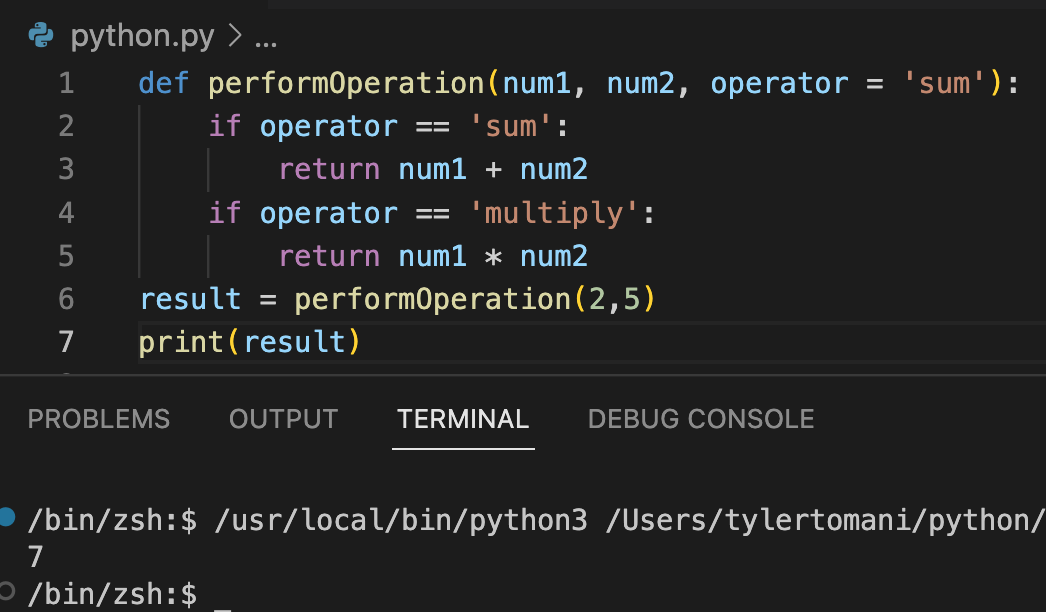 python.py > ...
1 def performOperation(num1, num2, operator = 'sum'):
2 if operator == 'sum':
3 return num1 + num2
4 if operator == 'multiply':
5 return num1 * num2
6 result = performOperation(2,5)
7 print(result)
PROBLEMS OUTPUT TERMINAL DEBUG CONSOLE
/bin/zsh:$ /usr/local/bin/python3 /Users/tylertomani/python/
7
/bin/zsh:$ _